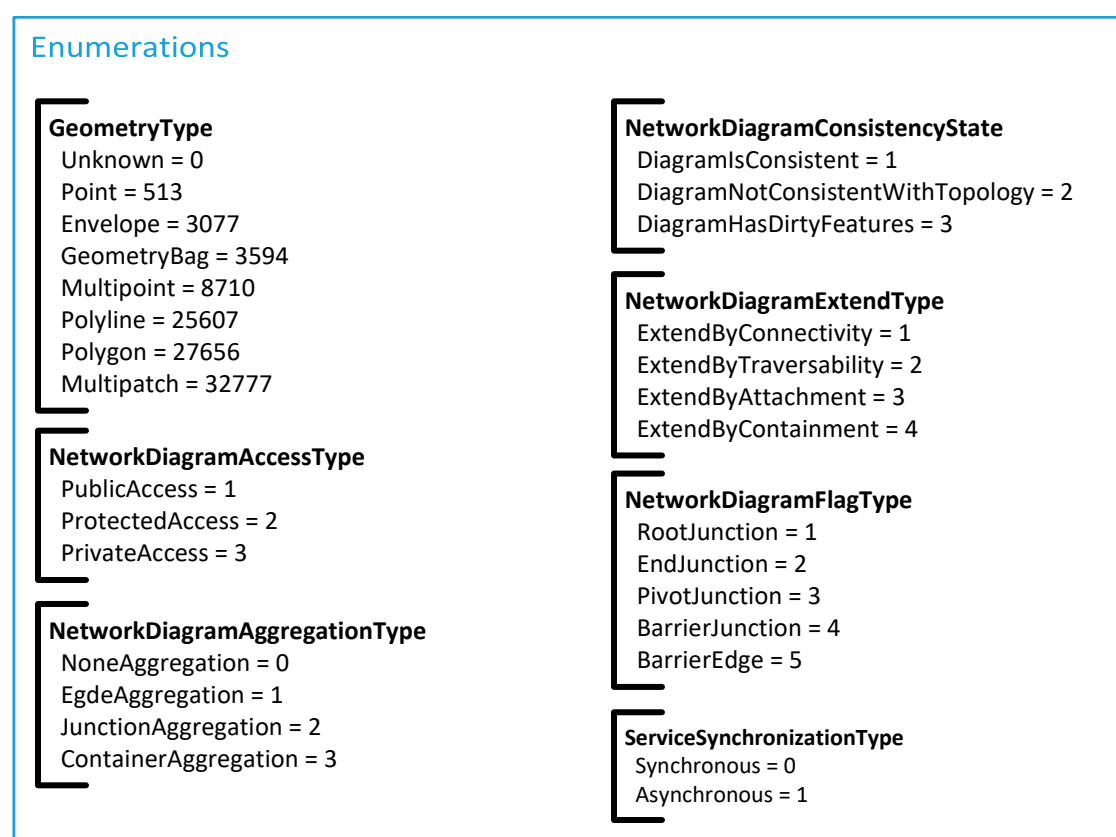 Enumerations
GeometryType
Unknown = 0
Point = 513
Envelope = 3077
GeometryBag = 3594
Multipoint = 8710
Polyline = 25607
Polygon = 27656
Multipatch = 32777
NetworkDiagramAccessType
PublicAccess = 1
ProtectedAccess = 2
PrivateAccess = 3
NetworkDiagramAggregationType
NoneAggregation = 0
EgdeAggregation = 1
JunctionAggregation = 2
ContainerAggregation = 3
NetworkDiagramConsistencyState
DiagramIsConsistent = 1
DiagramNotConsistentWithTopology = 2
DiagramHasDirtyFeatures = 3
NetworkDiagramExtendType
ExtendByConnectivity = 1
ExtendByTraversability = 2
ExtendByAttachment = 3
ExtendByContainment = 4
NetworkDiagramFlagType
RootJunction = 1
EndJunction = 2
PivotJunction = 3
BarrierJunction = 4
BarrierEdge = 5
ServiceSynchronizationType
Synchronous = 0
Asynchronous = 1